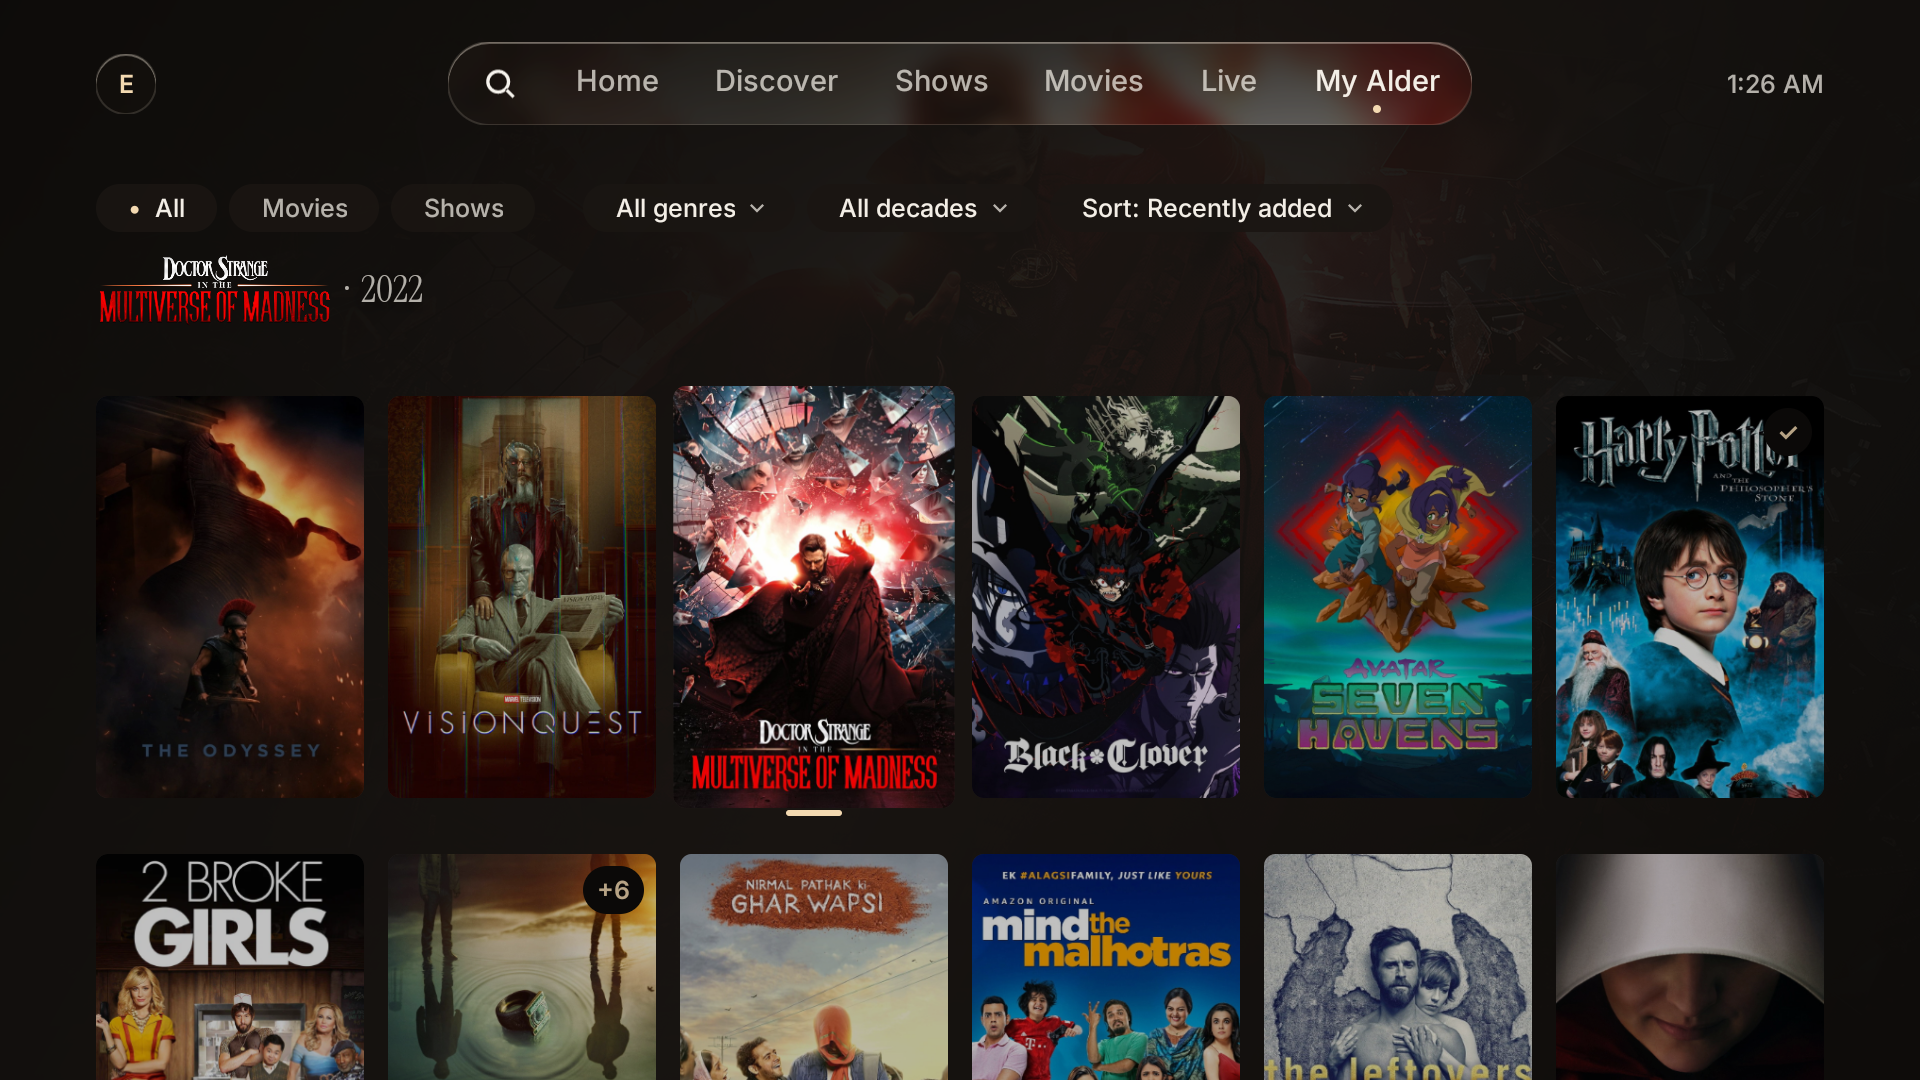 E
Home
Discover
Shows
Movies
Live
My Alder
1:26 AM
All
Movies
Shows
All genres
All decades
Sort: Recently added
DOCTOR STRANGE
IN THE
MULTIVERSE OF MADNESS
· 2022
THE ODYSSEY
MARVEL TELEVISION
VISIONQUEST
DOCTOR STRANGE
IN THE
MULTIVERSE OF MADNESS
Black Clover
AVATAR
SEVEN
HAVENS
Harry
AND THE
PHILOSOPHER'S
STONE
2 BROKE
GIRLS
+6
NIRMAL PATHAK ki
GHAR WAPSI
EK #ALAGSIFAMILY, JUST LIKE YOURS
AMAZON ORIGINAL
mind the
malhotras
the leftovers